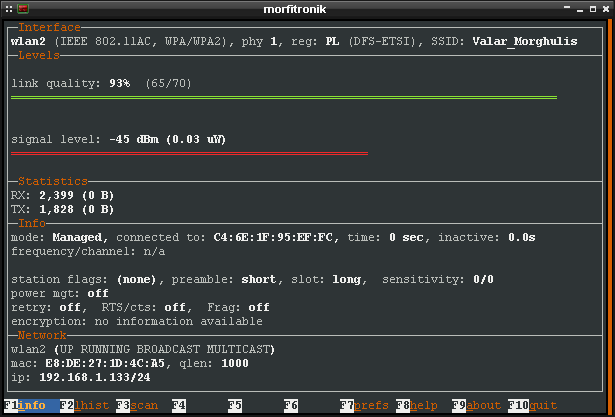 morfitronik
Interface
wlan2 (IEEE 802.11AC, WPA/WPA2), phy 1, reg: PL (DFS-ETSI), SSID: Valar_Morghulis
Levels
link quality: 93%  (65/70)
signal level: -45 dBm (0.03 uW)
Statistics
RX: 2,399 (0 B)
TX: 1,828 (0 B)
Info
mode: Managed, connected to: C4:6E:1F:95:EF:FC, time: 0 sec, inactive: 0.0s
frequency/channel: n/a
station flags: (none), preamble: short, slot: long,  sensitivity: 0/0
power mgt: off
retry: off,  RTS/cts: off,  Frag: off
encryption: no information available
Network
wlan2 (UP RUNNING BROADCAST MULTICAST)
mac: E8:DE:27:1D:4C:A5, qlen: 1000
ip: 192.168.1.133/24
F1info  F2lhist F3scan  F4      F5      F6      F7prefs F8help  F9about F10quit